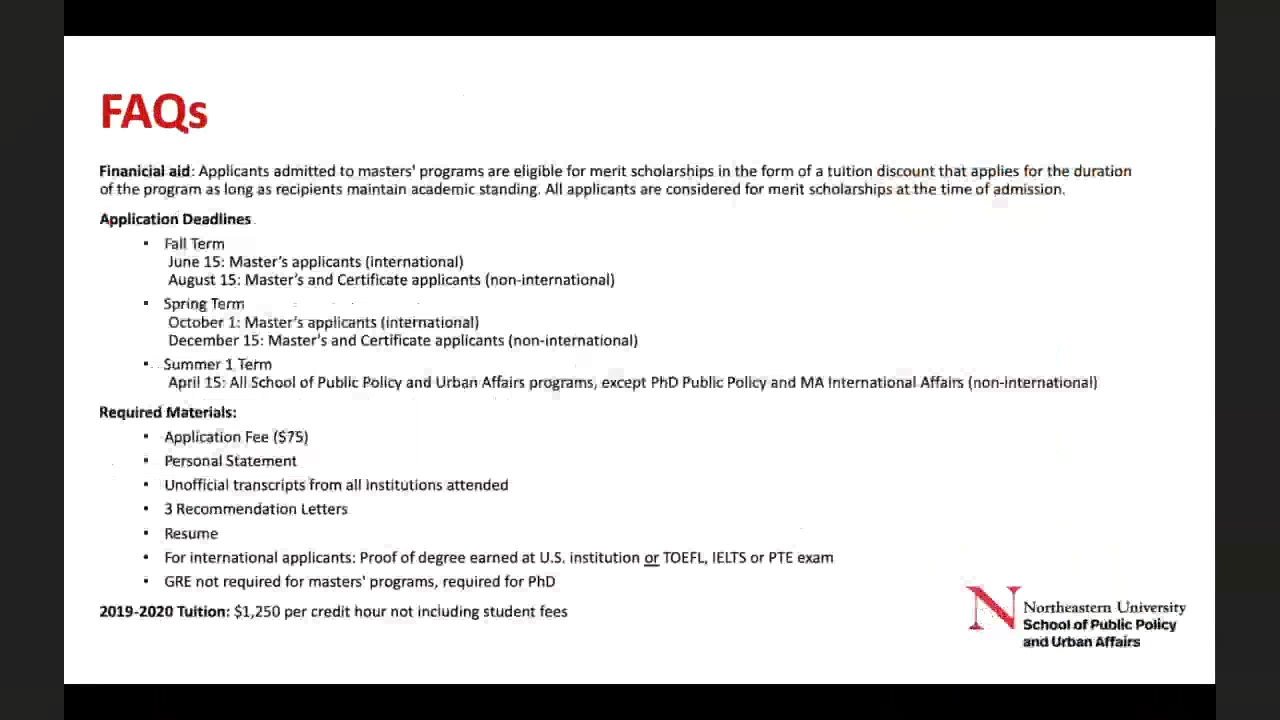 FAQs
Finanicial aid: Applicants admitted to masters' programs are eligible for merit scholarships in the form of a tuition discount that applies for the duration
of the program as long as recipients maintain academic standing. All applicants are considered for merit scholarships at the time of admission.
Application Deadlines
• Fall Term
June 15: Master's applicants (international)
August 15: Master's and Certificate applicants (non-international)
• Spring Term
October 1: Master's applicants (international)
December 15: Master's and Certificate applicants (non-international)
• Summer 1 Term
April 15: All School of Public Policy and Urban Affairs programs, except PhD Public Policy and MA International Affairs (non-international)
Required Materials:
• Application Fee ($75)
• Personal Statement
• Unofficial transcripts from all institutions attended
• 3 Recommendation Letters
• Resume
• For international applicants: Proof of degree earned at U.S. institution or TOEFL, IELTS or PTE exam
• GRE not required for masters' programs, required for PhD
2019-2020 Tuition: $1,250 per credit hour not including student fees
N Northeastern University
School of Public Policy
and Urban Affairs